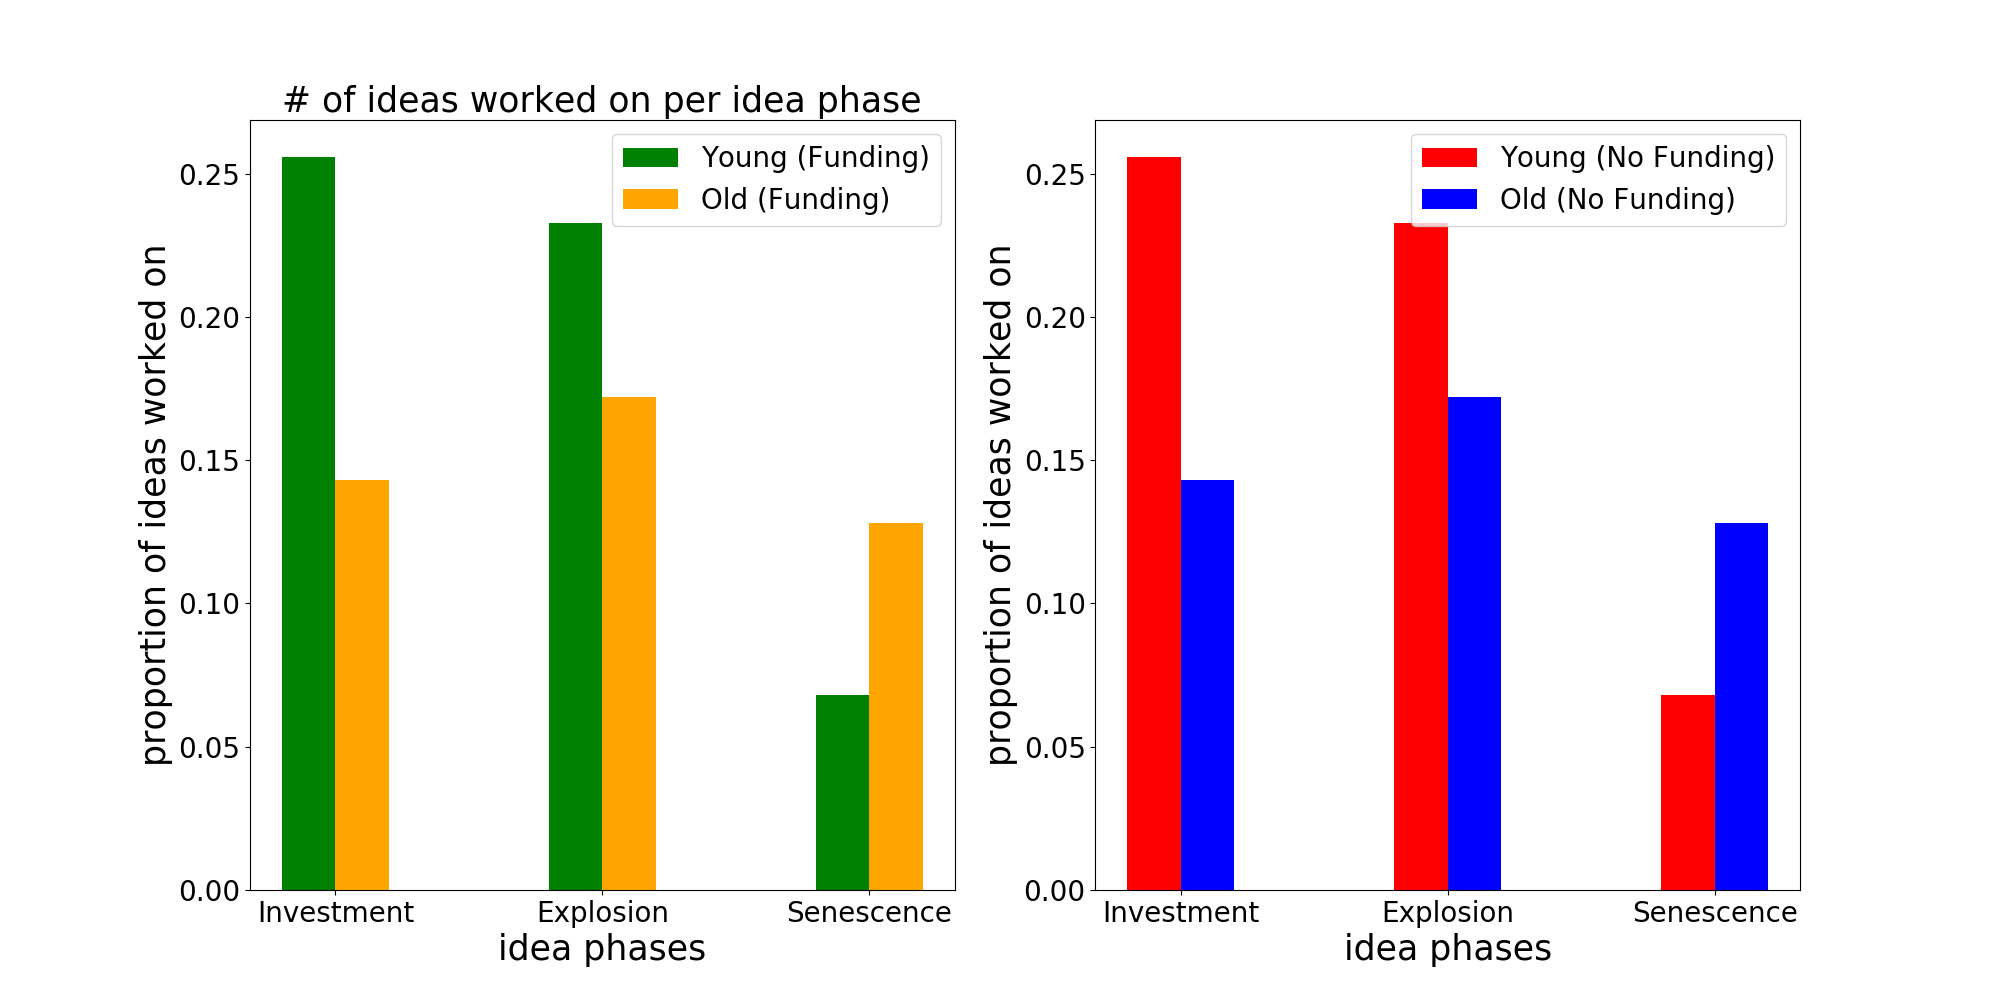 # of ideas worked on per idea phase
Young (Funding)
Old (Funding)
proportion of ideas worked on
0.25
0.20
0.15
0.10
0.05
0.00
Investment
Explosion
Senescence
idea phases
Young (No Funding)
Old (No Funding)
proportion of ideas worked on
0.25
0.20
0.15
0.10
0.05
0.00
Investment
Explosion
Senescence
idea phases